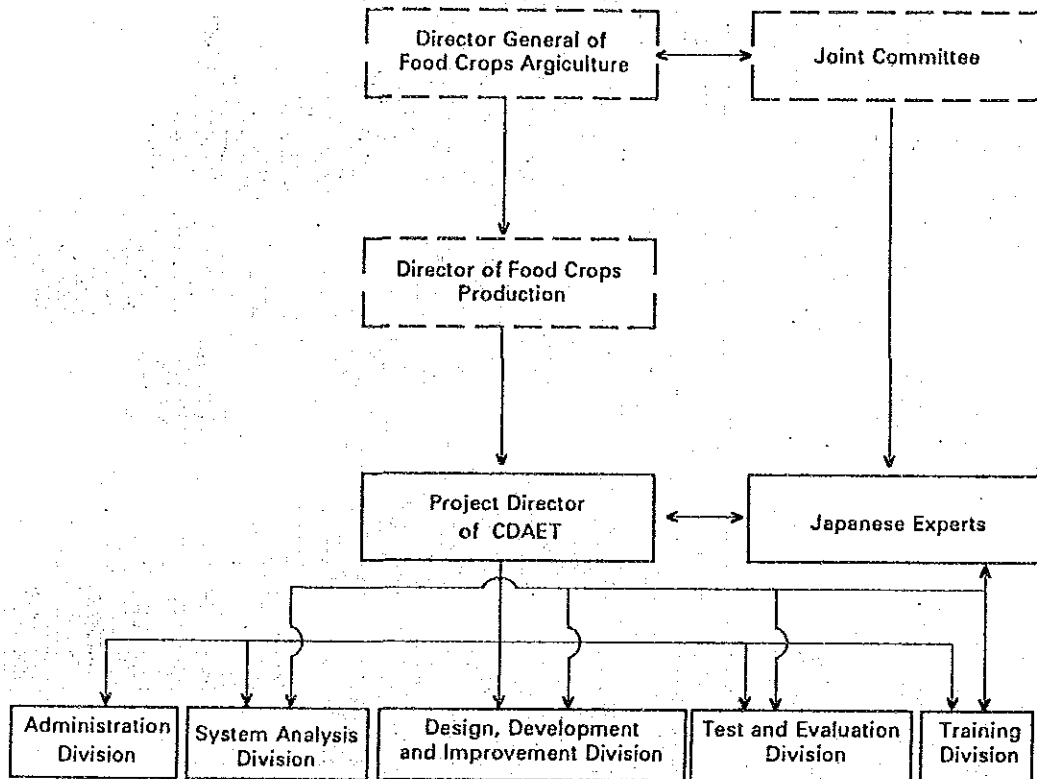 Director General of
Food Crops Argiculture
Joint Committee
Director of Food Crops
Production
Project Director
of CDAET
Japanese Experts
Administration
Division
System Analysis
Division
Design, Development
and Improvement Division
Test and Evaluation
Division
Training
Division